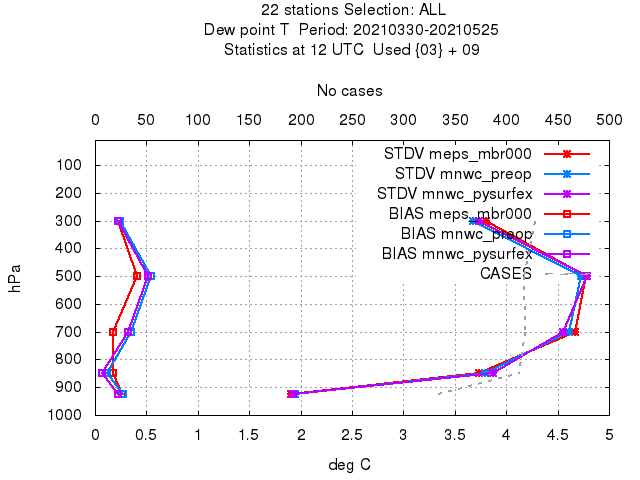 22 stations Selection: ALL
Dew point T  Period: 20210330-20210525
Statistics at 12 UTC  Used {03} + 09
No cases
0 50 100 150 200 250 300 350 400 450 500
STDV meps_mbr000
STDV mnwc_preop
STDV mnwc_pysurfex
BIAS meps_mbr000
BIAS mnwc_preop
BIAS mnwc_pysurfex
CASES
hPa
100
200
300
400
500
600
700
800
900
1000
0 0.5 1 1.5 2 2.5 3 3.5 4 4.5 5
deg C